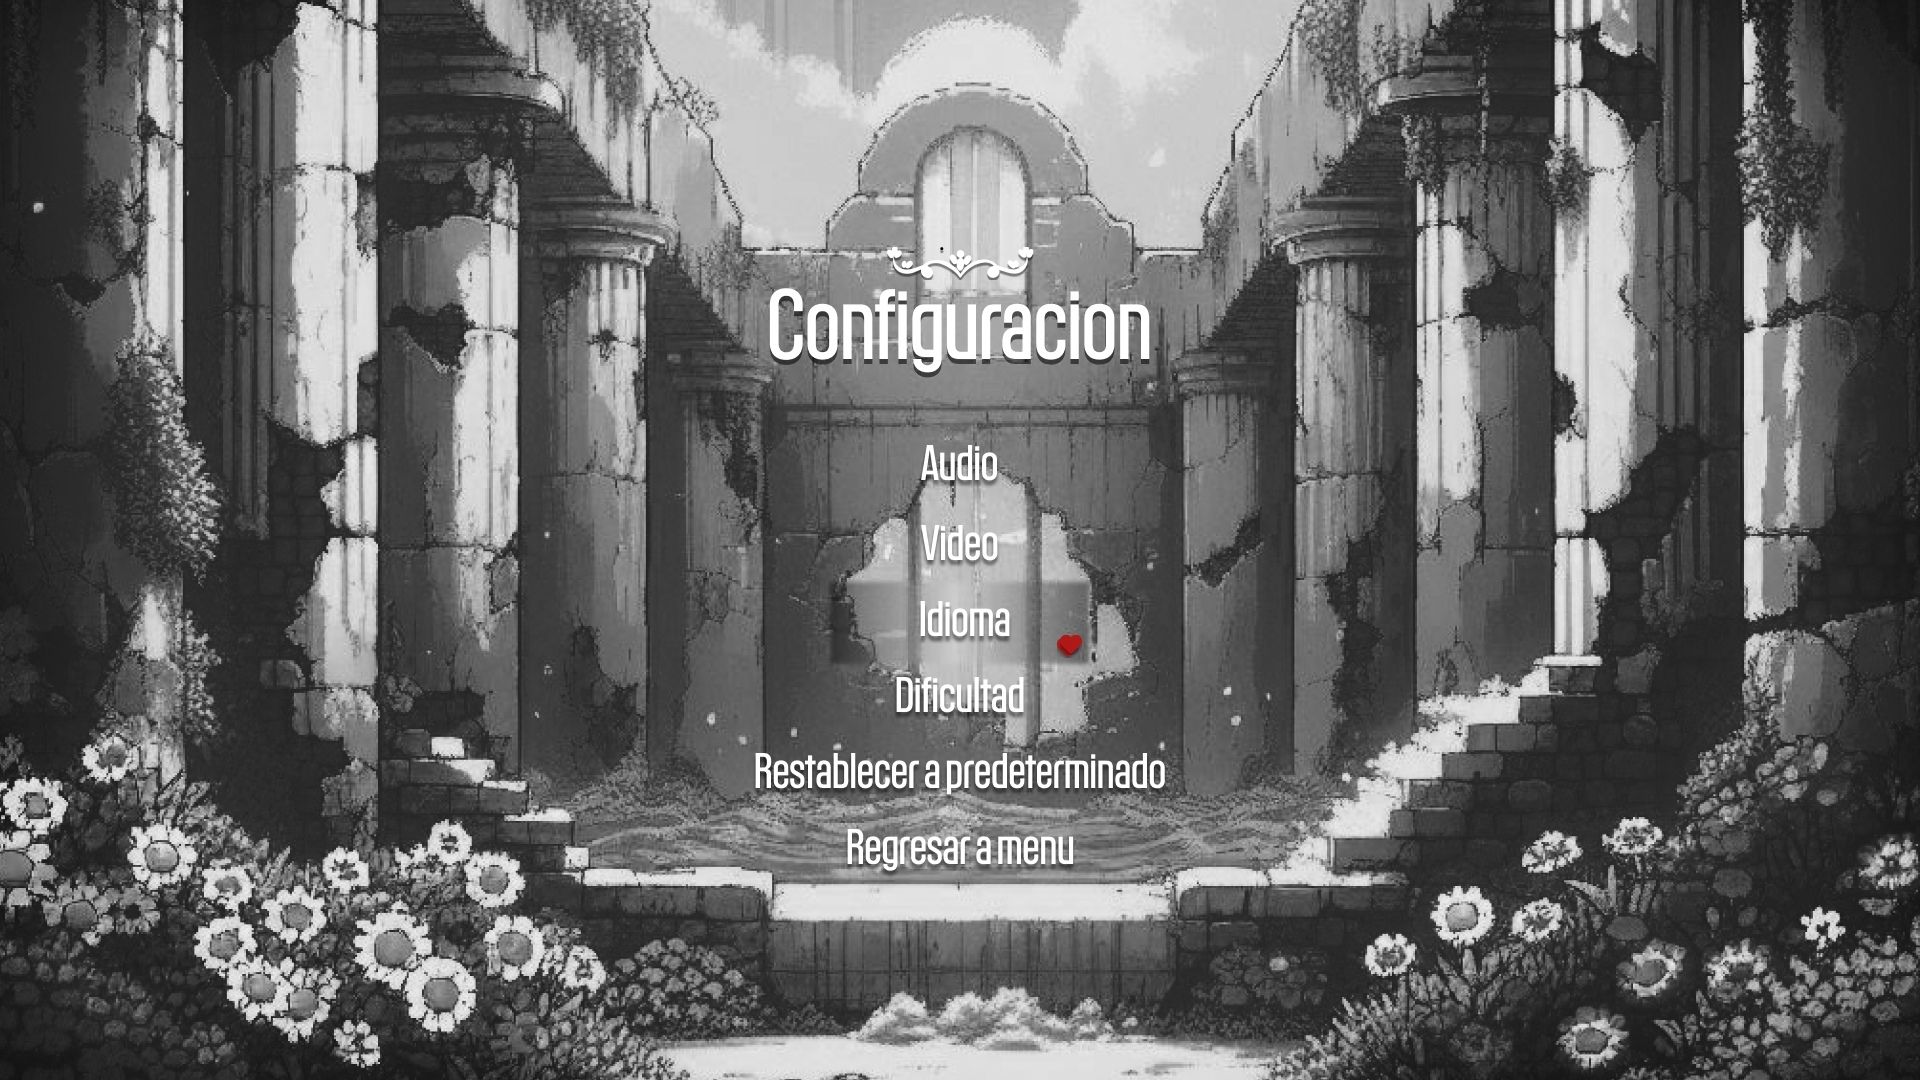 Configuracion
Audio
Video
Idioma
Dificultad
Restablecer a predeterminado
Regresar a menu